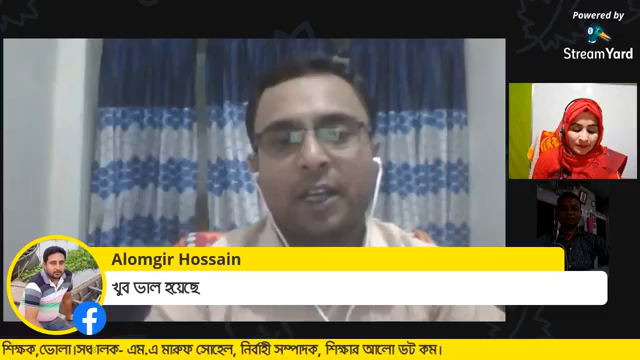 Powered by
StreamYard
Alomgir Hossain
খুব ভাল হয়েছে
শিক্ষক,ভোলা।সঞ্চালক- এম.এ মারুফ সোহেল, নির্বাহী সম্পাদক, শিক্ষার আলো ডট কম।